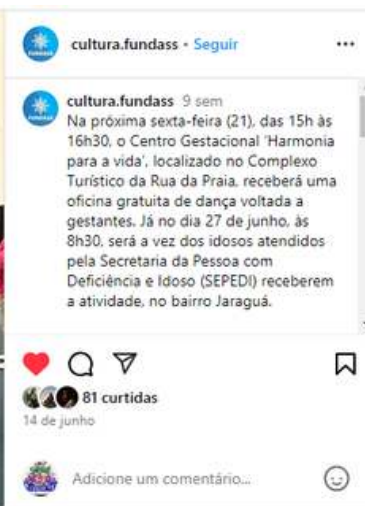 cultura.fundass • Seguir
cultura.fundass 9 sem
Na próxima sexta-feira (21), das 15h às
16h30, o Centro Gestacional 'Harmonia
para a vida', localizado no Complexo
Turístico da Rua da Praia, receberá uma
oficina gratuita de dança voltada a
gestantes. Já no dia 27 de junho, às
8h30, será a vez dos idosos atendidos
pela Secretaria da Pessoa com
Deficiência e Idoso (SEPEDI) receberem
a atividade, no bairro Jaraguá.
81 curtidas
14 de junho
Adicione um comentário...